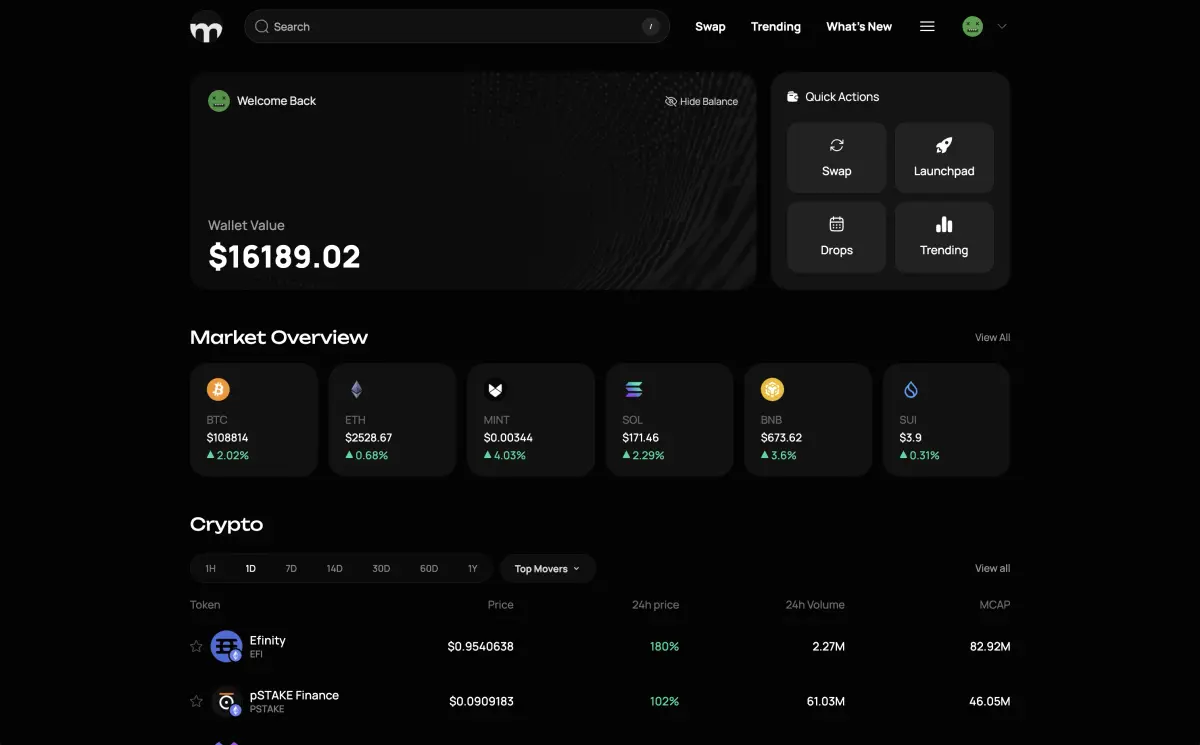 m
Search
/
Swap
Trending
What's New
Welcome Back
Hide Balance
Wallet Value
$16189.02
Quick Actions
Swap
Launchpad
Drops
Trending
Market Overview
View All
BTC
$108814
2.02%
ETH
$2528.67
0.68%
MINT
$0.00344
4.03%
SOL
$171.46
2.29%
BNB
$673.62
3.6%
SUI
$3.9
0.31%
Crypto
1H
1D
7D
14D
30D
60D
1Y
Top Movers
View all
Token Price 24h price 24h Volume MCAP
Efinity $0.9540638 180% 2.27M 82.92M
EFI
pSTAKE Finance $0.0909183 102% 61.03M 46.05M
PSTAKE